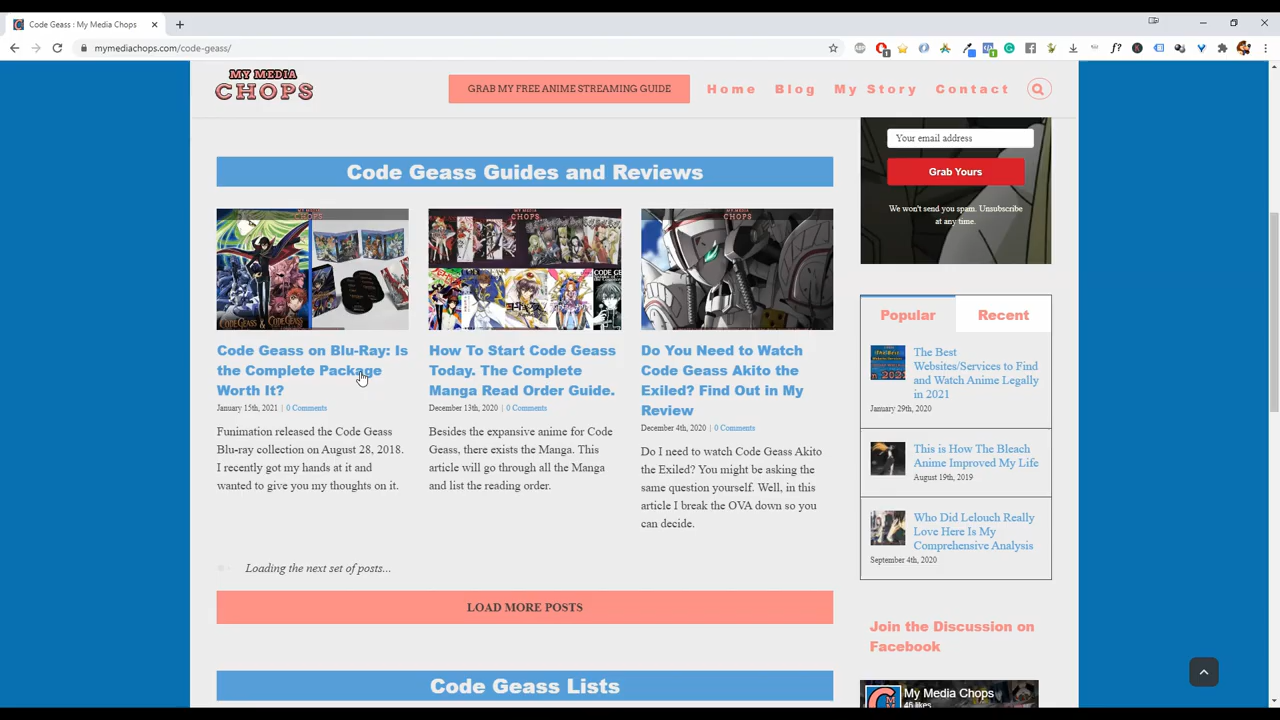 Code Geass : My Media Chops
mymediachops.com/code-geass/
MY MEDIA
CHOPS
GRAB MY FREE ANIME STREAMING GUIDE
Home
Blog
My Story
Contact
Your email address
Grab Yours
We won't send you spam. Unsubscribe
at any time.
Code Geass Guides and Reviews
Code Geass on Blu-Ray: Is
the Complete Package
Worth It?
January 15th, 2021 | 0 Comments
Funimation released the Code Geass
Blu-ray collection on August 28, 2018.
I recently got my hands at it and
wanted to give you my thoughts on it.
How To Start Code Geass
Today. The Complete
Manga Read Order Guide.
December 13th, 2020 | 0 Comments
Besides the expansive anime for Code
Geass, there exists the Manga. This
article will go through all the Manga
and list the reading order.
Do You Need to Watch
Code Geass Akito the
Exiled? Find Out in My
Review
December 4th, 2020 | 0 Comments
Do I need to watch Code Geass Akito
the Exiled? You might be asking the
same question yourself. Well, in this
article I break the OVA down so you
can decide.
Loading the next set of posts...
LOAD MORE POSTS
Code Geass Lists
Popular
Recent
The Best
Websites/Services to Find
and Watch Anime Legally
in 2021
January 29th, 2020
This is How The Bleach
Anime Improved My Life
August 19th, 2019
Who Did Lelouch Really
Love Here Is My
Comprehensive Analysis
September 4th, 2020
Join the Discussion on
Facebook
My Media Chops
46 likes